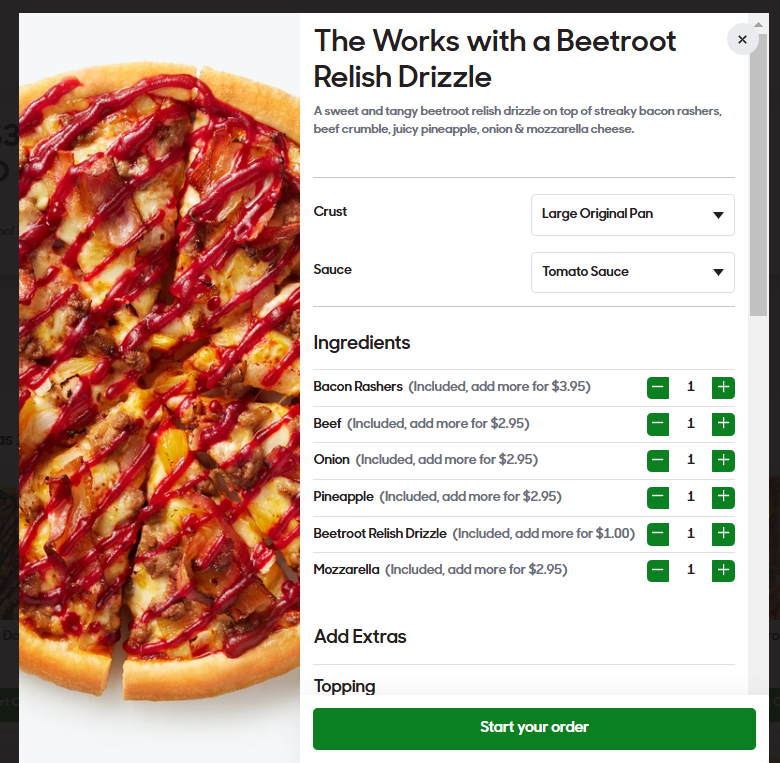 The Works with a Beetroot
Relish Drizzle
A sweet and tangy beetroot relish drizzle on top of streaky bacon rashers,
beef crumble, juicy pineapple, onion & mozzarella cheese.
Crust
Large Original Pan
Sauce
Tomato Sauce
Ingredients
Bacon Rashers (Included, add more for $3.95) 1
Beef (Included, add more for $2.95) 1
Onion (Included, add more for $2.95) 1
Pineapple (Included, add more for $2.95) 1
Beetroot Relish Drizzle (Included, add more for $1.00) 1
Mozzarella (Included, add more for $2.95) 1
Add Extras
Topping
Start your order